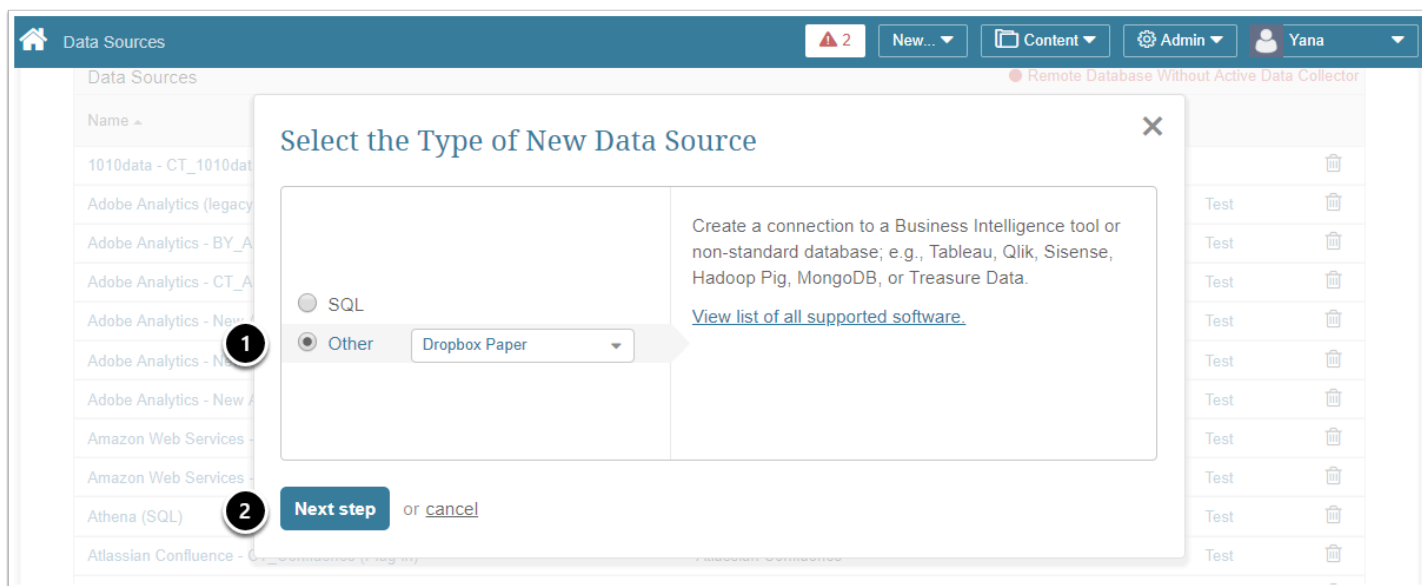 Data Sources
2
New...
Content
Admin
Yana
Data Sources
Remote Database Without Active Data Collector
Name
Select the Type of New Data Source
1010data - CT_1010dat
Adobe Analytics (legacy
Test
Adobe Analytics - BY_A
Test
Adobe Analytics - CT_A
Test
Adobe Analytics - New
Test
Adobe Analytics -
Test
Adobe Analytics - New
Test
Amazon Web Services -
Test
Amazon Web Services -
Test
Athena (SQL)
Test
Atlassian Confluence -
Test
SQL
1
Other
Dropbox Paper
Create a connection to a Business Intelligence tool or
non-standard database; e.g., Tableau, Qlik, Sisense,
Hadoop Pig, MongoDB, or Treasure Data.
View list of all supported software.
2
Next step
or cancel